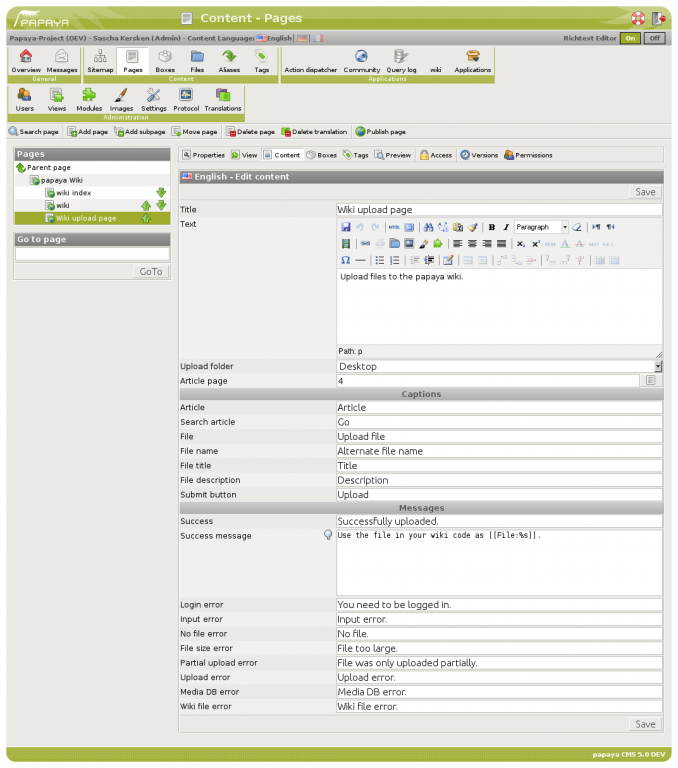 PAPAYA
Content - Pages
Papaya-Project (DEV) - Sascha Kersken (Admin) - Content Language: English
Richtext Editor On Off
Overview Messages Sitemap Pages Boxes Files Aliases Tags Action dispatcher Community Query log wiki Applications
General Content Applications
Users Views Modules Images Settings Protocol Translations
Administration
Search page Add page Add subpage Move page Delete page Delete translation Publish page
Pages
Parent page
papaya Wiki
wiki index
wiki
Wiki upload page
Go to page
GoTo
Properties View Content Boxes Tags Preview Access Versions Permissions
English - Edit content
Save
Title Wiki upload page
Text
HTML B I Paragraph
Upload files to the papaya wiki.
Path: p
Upload folder Desktop
Article page 4
Captions
Article Article
Search article Go
File Upload file
File name Alternate file name
File title Title
File description Description
Submit button Upload
Messages
Success Successfully uploaded.
Success message Use the file in your wiki code as [[File:%s]].
Login error You need to be logged in.
Input error Input error.
No file error No file.
File size error File too large.
Partial upload error File was only uploaded partially.
Upload error Upload error.
Media DB error Media DB error.
Wiki file error Wiki file error.
Save
papaya CMS 5.0 DEV